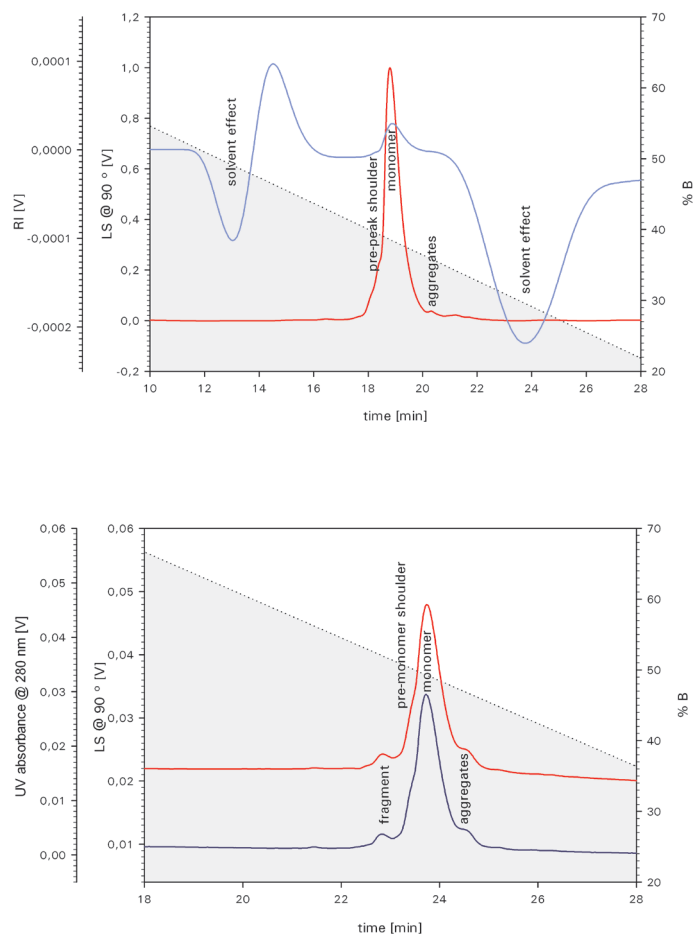 1,2
1,0
0,8
0,6
0,4
0,2
0,0
-0,2
0,0001
0,0000
-0,0001
-0,0002
70
60
50
40
30
20
RI [V]
LS @ 90 º [V]
% B
solvent effect
pre-peak shoulder
monomer
aggregates
solvent effect
10 12 14 16 18 20 22 24 26 28
time [min]
0,06
0,05
0,04
0,03
0,02
0,01
0,00
0,06
0,05
0,04
0,03
0,02
0,01
70
60
50
40
30
20
UV absorbance @ 280 nm [V]
LS @ 90 º [V]
% B
fragment
pre-monomer shoulder
monomer
aggregates
18 20 22 24 26 28
time [min]